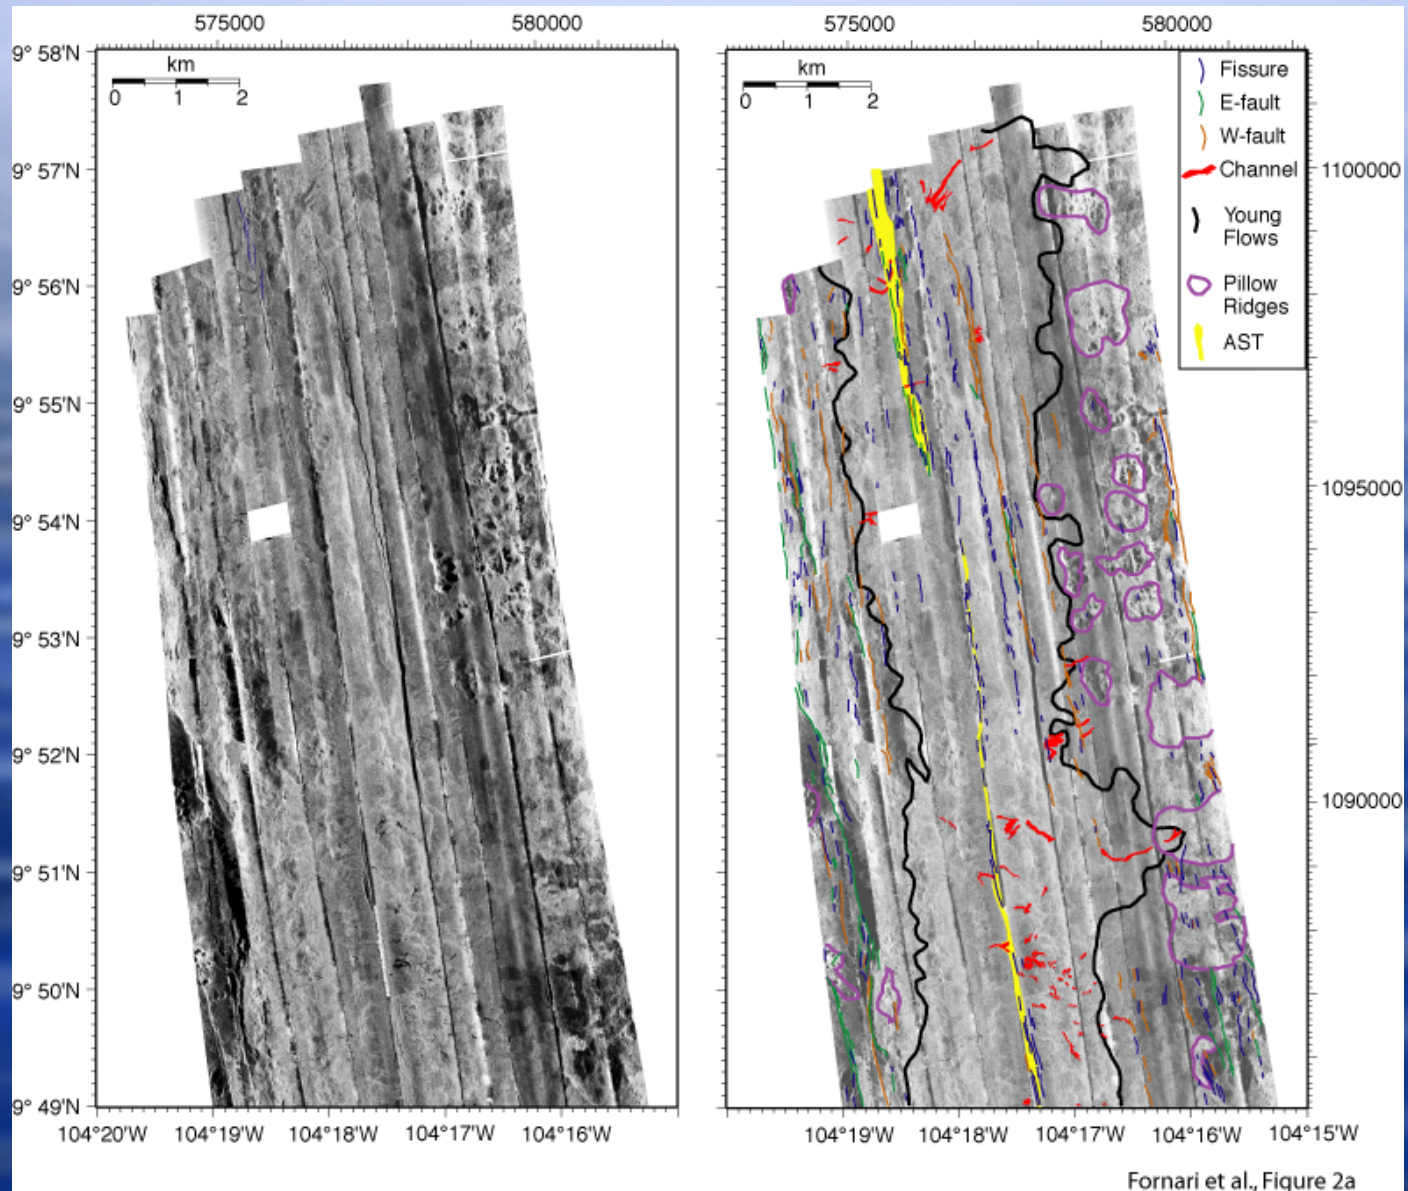 575000 580000
km
0 1 2
9° 58'N
9° 57'N
9° 56'N
9° 55'N
9° 54'N
9° 53'N
9° 52'N
9° 51'N
9° 50'N
9° 49'N
104°20'W 104°19'W 104°18'W 104°17'W 104°16'W
575000 580000
km
0 1 2
Fissure
E-fault
W-fault
Channel
Young
Flows
Pillow
Ridges
AST
1100000
1095000
1090000
104°19'W 104°18'W 104°17'W 104°16'W 104°15'W
Fornari et al., Figure 2a